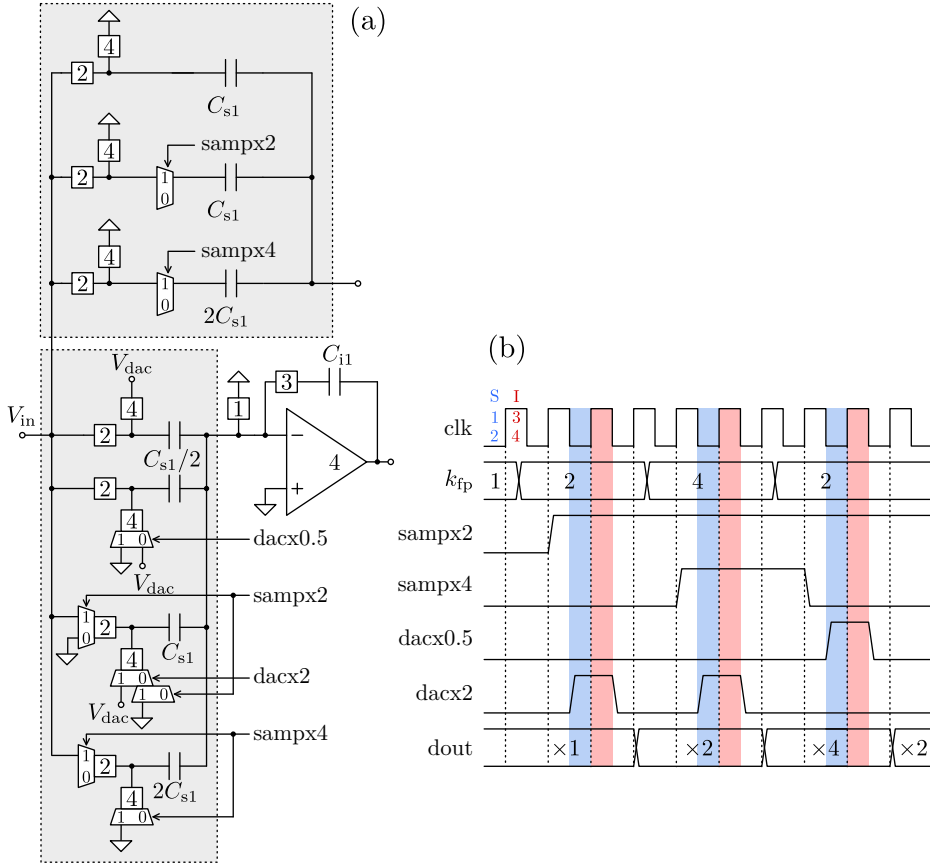 (a)
4
2
C_s1
4
sampx2
2
1
0
C_s1
4
sampx4
2
1
0
2C_s1
V_dac
C_i1
4
3
1
V_in
2
−
C_s1/2
4
+
2
4
1 0
dacx0.5
V_dac
sampx2
1
0
2
C_s1
4
1 0
dacx2
1 0
V_dac
sampx4
1
0
2
4
2C_s1
1 0
(b)
S I
1 3
2 4
clk
k_fp 1 2 4 2
sampx2
sampx4
dacx0.5
dacx2
dout ×1 ×2 ×4 ×2